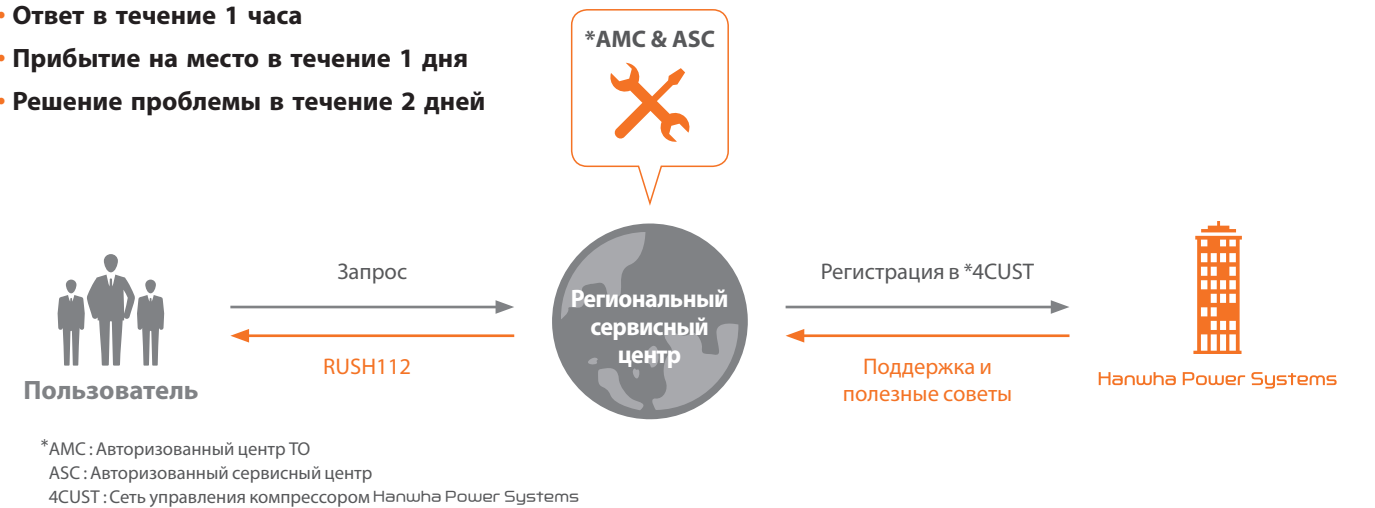 • Ответ в течение 1 часа
• Прибытие на место в течение 1 дня
• Решение проблемы в течение 2 дней
*AMC & ASC
Запрос
RUSH112
Пользователь
Региональный
сервисный
центр
Регистрация в *4CUST
Поддержка и
полезные советы
Hanwha Power Systems
*AMC : Авторизованный центр ТО
ASC : Авторизованный сервисный центр
4CUST : Сеть управления компрессором Hanwha Power Systems